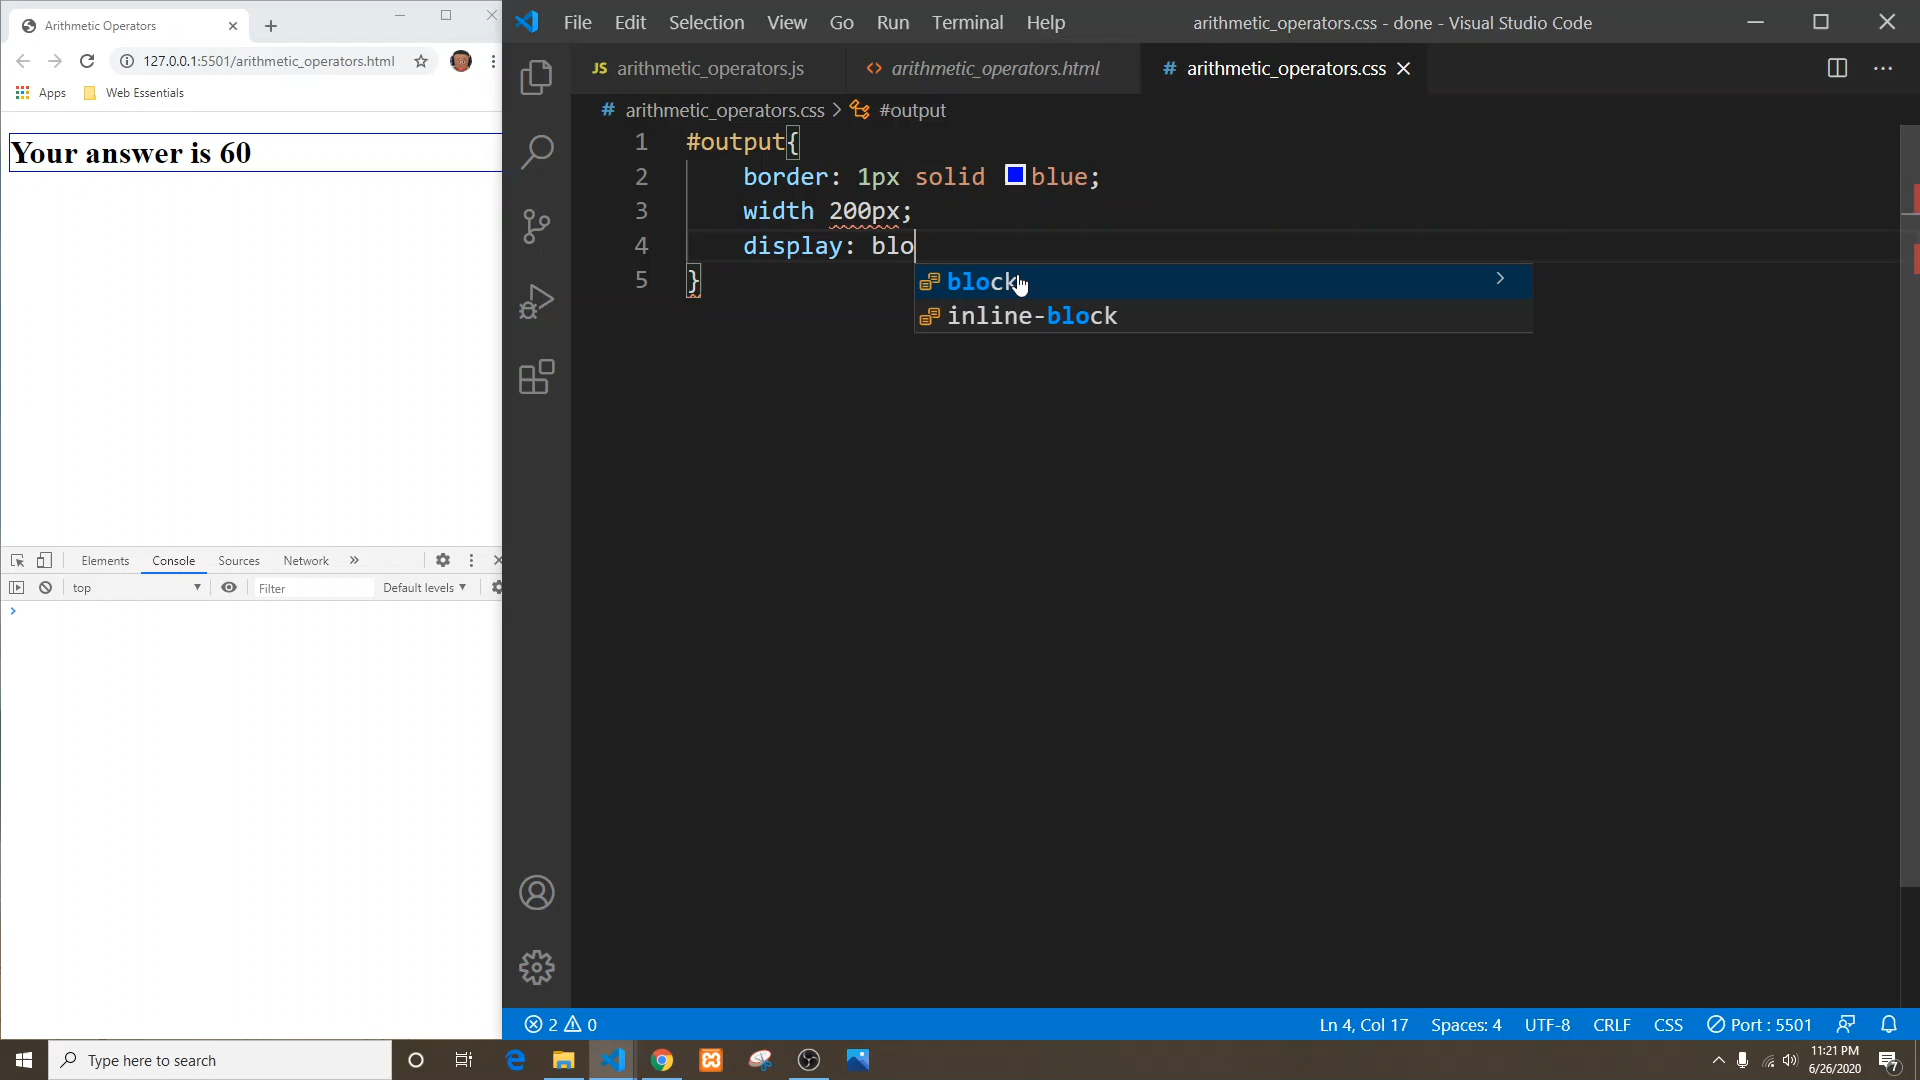 Arithmetic Operators
127.0.0.1:5501/arithmetic_operators.html
Apps Web Essentials
Your answer is 60
Elements Console Sources Network »
top Filter Default levels
File Edit Selection View Go Run Terminal Help arithmetic_operators.css - done - Visual Studio Code
JS arithmetic_operators.js <> arithmetic_operators.html # arithmetic_operators.css
# arithmetic_operators.css > #output
1 #output{
2 border: 1px solid blue;
3 width 200px;
4 display: blo
5 }
block
inline-block
2 0 Ln 4, Col 17 Spaces: 4 UTF-8 CRLF CSS Port : 5501
Type here to search
11:21 PM
6/26/2020
7